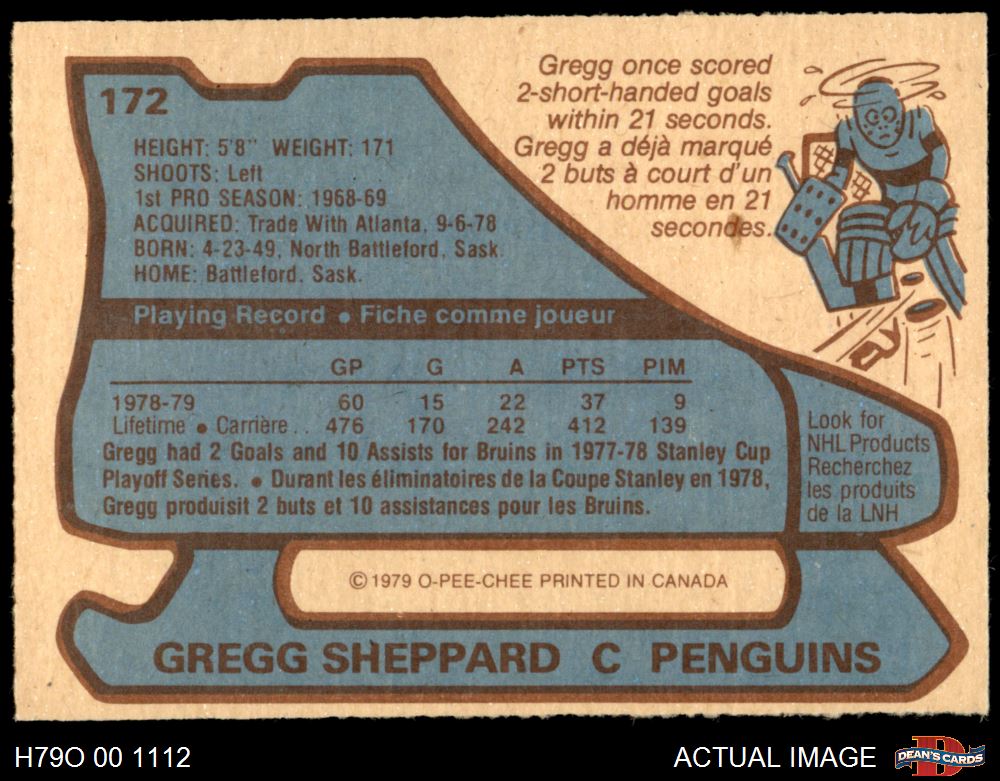 172
HEIGHT: 5'8" WEIGHT: 171
SHOOTS: Left
1st PRO SEASON: 1968-69
ACQUIRED: Trade With Atlanta, 9-6-78
BORN: 4-23-49, North Battleford, Sask.
HOME: Battleford, Sask.
Gregg once scored
2-short-handed goals
within 21 seconds.
Gregg a déjà marqué
2 buts à court d'un
homme en 21
secondes.
Playing Record • Fiche comme joueur
GP G A PTS PIM
1978-79 60 15 22 37 9
Lifetime • Carrière.. 476 170 242 412 139
Gregg had 2 Goals and 10 Assists for Bruins in 1977-78 Stanley Cup
Playoff Series. • Durant les éliminatoires de la Coupe Stanley en 1978,
Gregg produisit 2 buts et 10 assistances pour les Bruins.
Look for
NHL Products
Recherchez
les produits
de la LNH
© 1979 O-PEE-CHEE PRINTED IN CANADA
GREGG SHEPPARD C PENGUINS
H79O 00 1112
ACTUAL IMAGE
DEAN'S CARDS